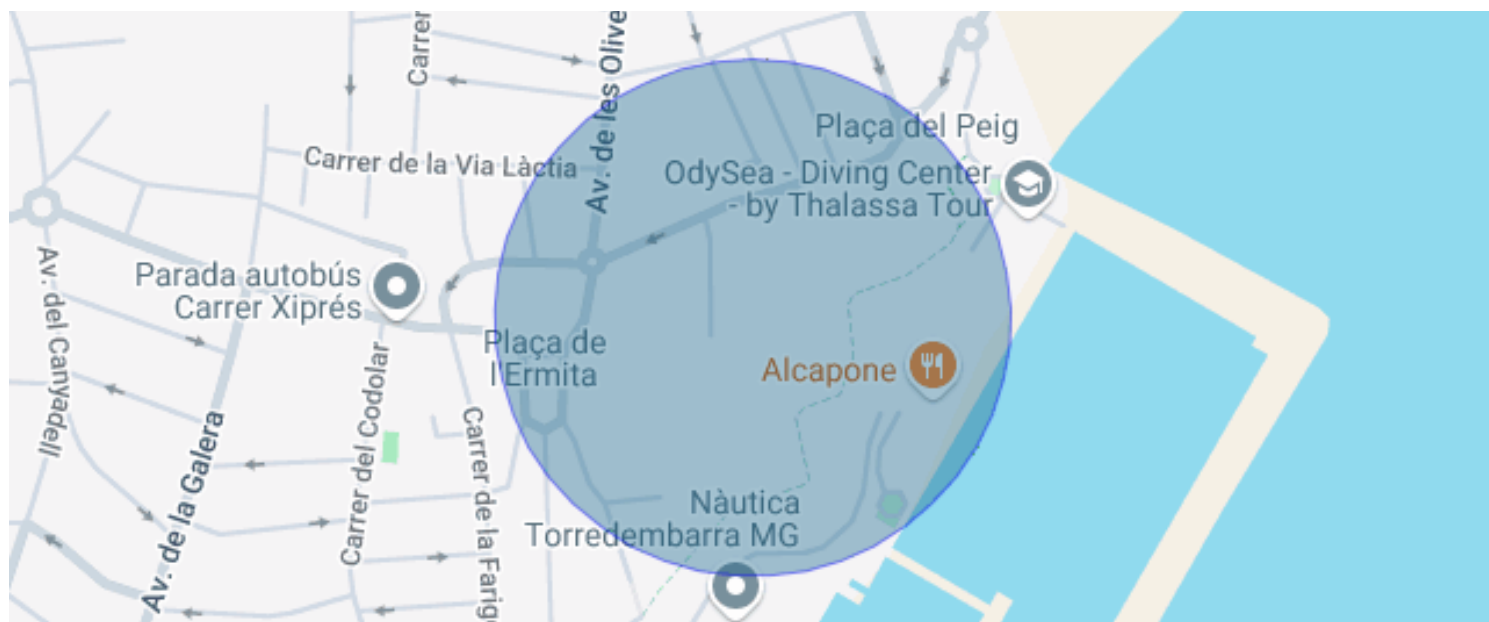 Carrer
Av. de les Olive
Plaça del Peig
Carrer de la Via Làctia
OdySea - Diving Center
- by Thalassa Tour
Av. del Canyadell
Parada autobús
Carrer Xiprés
Plaça de
l'Ermita
Alcapone
Carrer del Codolar
Av. de la Galera
Carrer de la Farig
Nàutica
Torredembarra MG